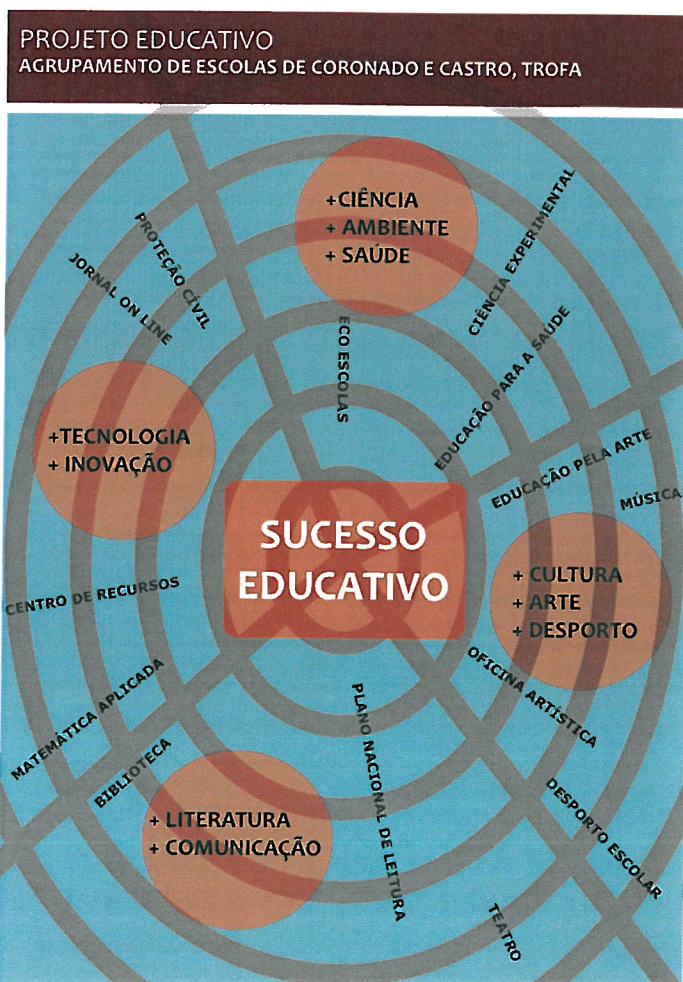 PROJETO EDUCATIVO
AGRUPAMENTO DE ESCOLAS DE CORONADO E CASTRO, TROFA
+CIÊNCIA
+ AMBIENTE
+ SAÚDE
CIÊNCIA EXPERIMENTAL
PROTEÇÃO CÍVIL
JORNAL ON LINE
ECO ESCOLAS
EDUCAÇÃO PARA A SAÚDE
+TECNOLOGIA
+ INOVAÇÃO
EDUCAÇÃO PELA ARTE
MÚSICA
SUCESSO
EDUCATIVO
+ CULTURA
+ ARTE
+ DESPORTO
CENTRO DE RECURSOS
MATEMÁTICA APLICADA
BIBLIOTECA
OFICINA ARTÍSTICA
PLANO NACIONAL DE LEITURA
+ LITERATURA
+ COMUNICAÇÃO
DESPORTO ESCOLAR
TEATRO